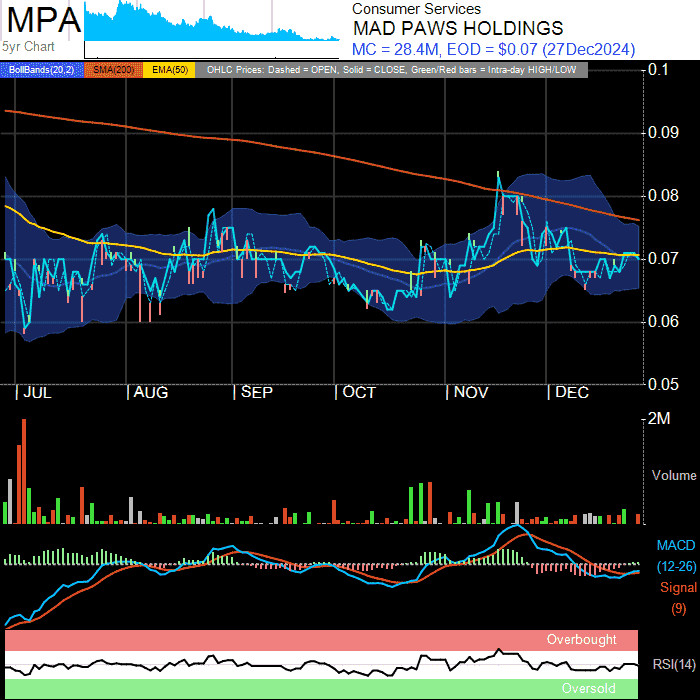 MPA
5yr Chart
Consumer Services
MAD PAWS HOLDINGS
MC = 28.4M, EOD = $0.07 (27Dec2024)
BollBands(20,2) SMA(200) EMA(50) OHLC Prices: Dashed = OPEN, Solid = CLOSE, Green/Red bars = Intra-day HIGH/LOW
0.1
0.09
0.08
0.07
0.06
0.05
JUL AUG SEP OCT NOV DEC
2M
Volume
MACD
(12-26)
Signal
(9)
Overbought
RSI(14)
Oversold